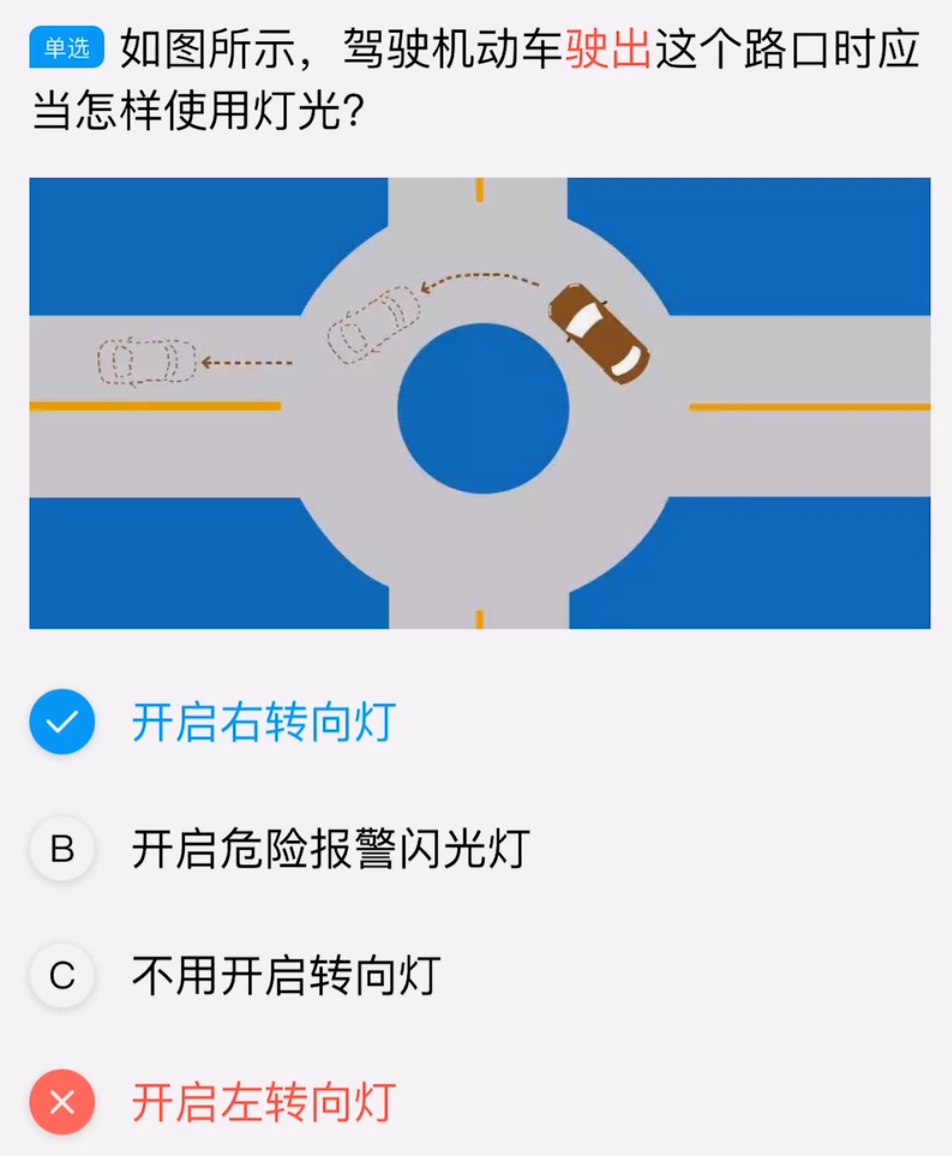 单选 如图所示，驾驶机动车驶出这个路口时应
当怎样使用灯光？
开启右转向灯
B 开启危险报警闪光灯
C 不用开启转向灯
开启左转向灯